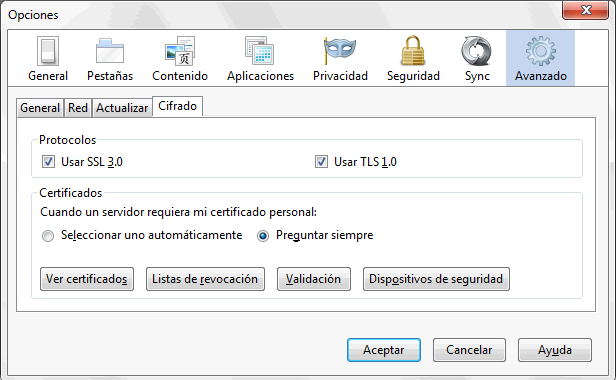 Opciones
General Pestañas Contenido Aplicaciones Privacidad Seguridad Sync Avanzado
General Red Actualizar Cifrado
Protocolos
Usar SSL 3.0 Usar TLS 1.0
Certificados
Cuando un servidor requiera mi certificado personal:
Seleccionar uno automáticamente Preguntar siempre
Ver certificados Listas de revocación Validación Dispositivos de seguridad
Aceptar Cancelar Ayuda